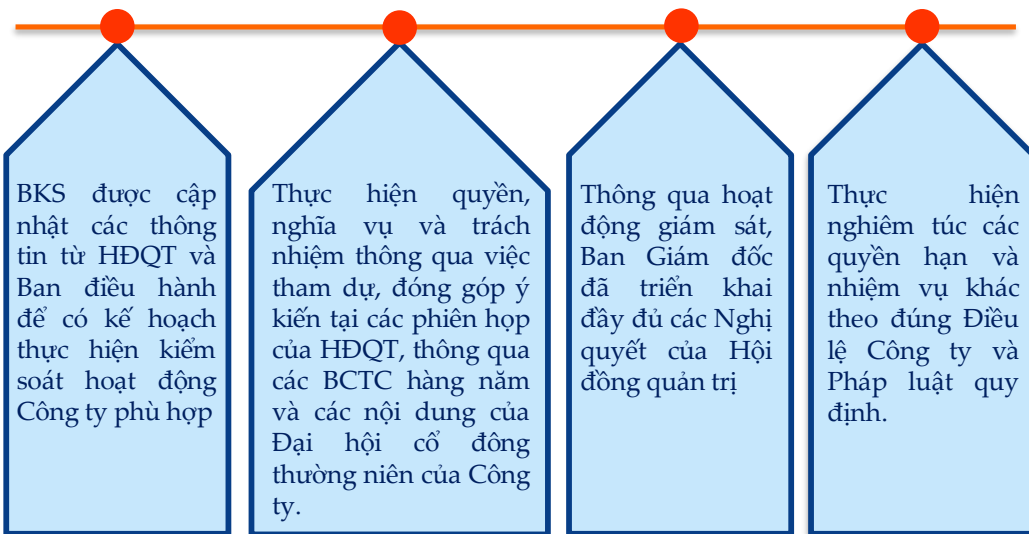 BKS được cập
nhật các thông
tin từ HĐQT và
Ban điều hành
để có kế hoạch
thực hiện kiểm
soát hoạt động
Công ty phù hợp
Thực hiện quyền,
nghĩa vụ và trách
nhiệm thông qua việc
tham dự, đóng góp ý
kiến tại các phiên họp
của HĐQT, thông qua
các BCTC hàng năm
và các nội dung của
Đại hội cổ đông
thường niên của Công
ty.
Thông qua hoạt
động giám sát,
Ban Giám đốc
đã triển khai
đầy đủ các Nghị
quyết của Hội
đồng quản trị
Thực hiện
nghiêm túc các
quyền hạn và
nhiệm vụ khác
theo đúng Điều
lệ Công ty và
Pháp luật quy
định.